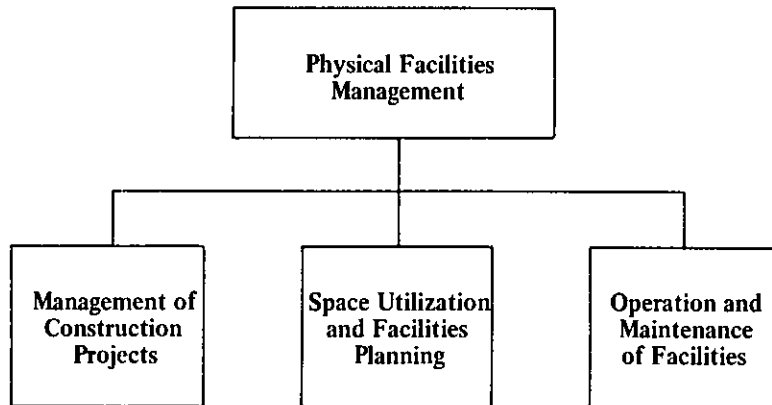 Physical Facilities
Management
Management of
Construction
Projects
Space Utilization
and Facilities
Planning
Operation and
Maintenance
of Facilities